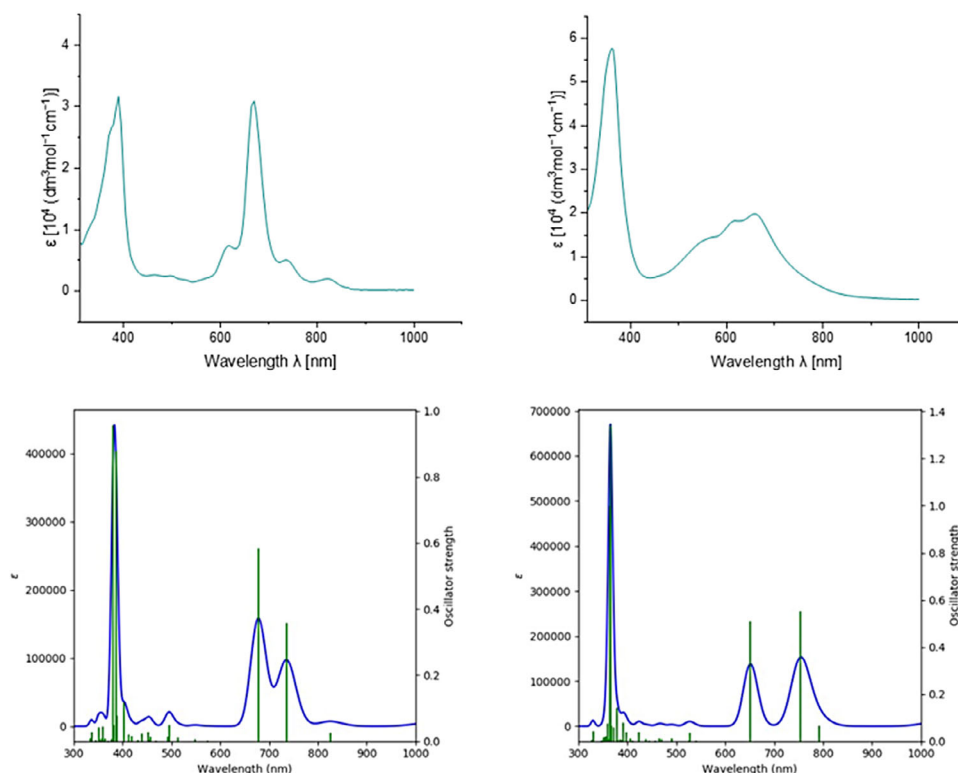 ε [10⁴ (dm³mol⁻¹cm⁻¹)]
4
3
2
1
0
400 600 800 1000
Wavelength λ [nm]
ε [10⁴ (dm³mol⁻¹cm⁻¹)]
6
5
4
3
2
1
0
400 600 800 1000
Wavelength λ [nm]
ε
400000
300000
200000
100000
0
300 400 500 600 700 800 900 1000
Wavelength (nm)
1.0
0.8
0.6
0.4
0.2
0.0
Oscillator strength
ε
700000
600000
500000
400000
300000
200000
100000
0
300 400 500 600 700 800 900 1000
Wavelength (nm)
1.4
1.2
1.0
0.8
0.6
0.4
0.2
0.0
Oscillator strength